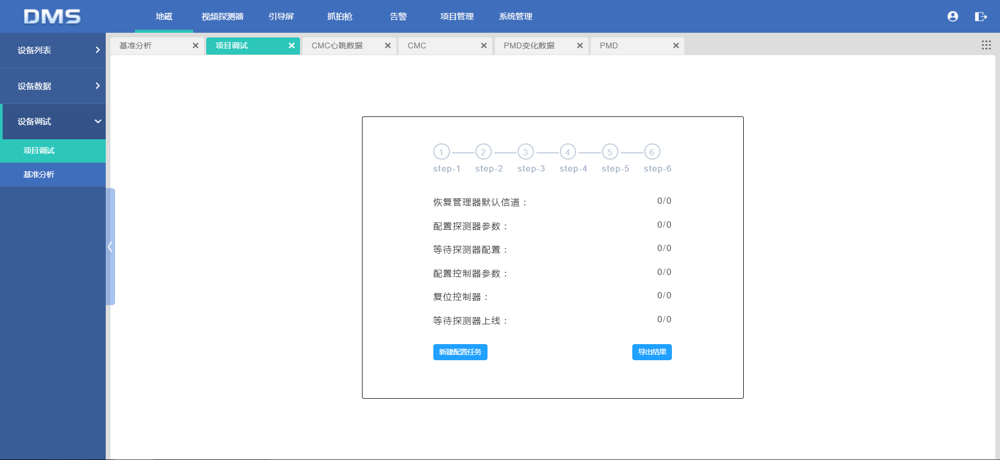 DMS
地磁 视频探测器 引导屏 抓拍枪 告警 项目管理 系统管理
基准分析 项目调试 CMC心跳数据 CMC PMD变化数据 PMD
设备列表
设备数据
设备调试
项目调试
基准分析
1 2 3 4 5 6
step-1 step-2 step-3 step-4 step-5 step-6
恢复管理器默认信道： 0/0
配置探测器参数： 0/0
等待探测器配置： 0/0
配置控制器参数： 0/0
复位控制器： 0/0
等待探测器上线： 0/0
新建配置任务 导出结果